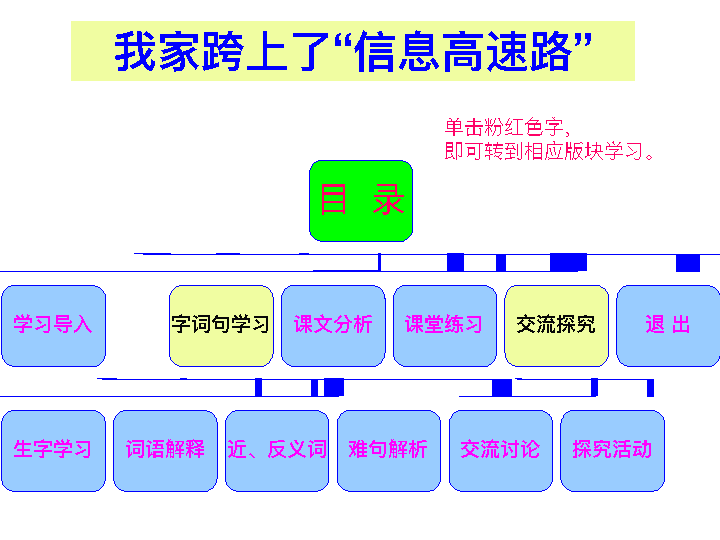 我家跨上了“信息高速路”
单击粉红色字，
即可转到相应版块学习。
目 录
学习导入
字词句学习
课文分析
课堂练习
交流探究
退 出
生字学习
词语解释
近、反义词
难句解析
交流讨论
探究活动